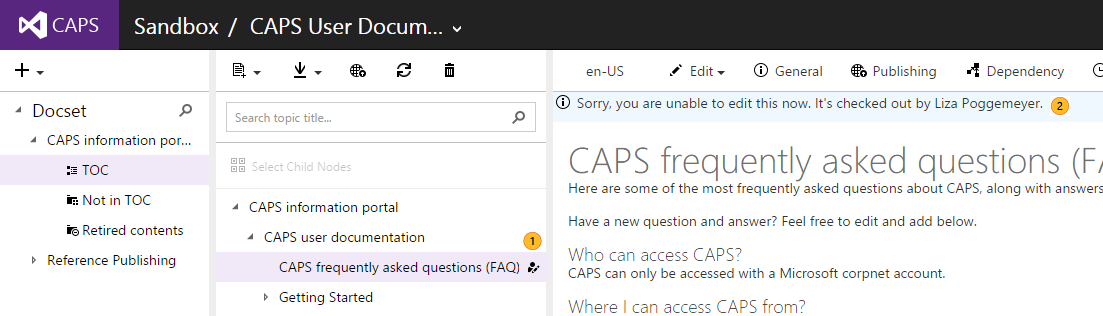 CAPS Sandbox / CAPS User Docum...
en-US Edit General Publishing Dependency
Docset
CAPS information por...
TOC
Not in TOC
Retired contents
Reference Publishing
Search topic title...
Select Child Nodes
CAPS information portal
CAPS user documentation 1
CAPS frequently asked questions (FAQ)
Getting Started
Sorry, you are unable to edit this now. It's checked out by Liza Poggemeyer. 2
CAPS frequently asked questions (FA
Here are some of the most frequently asked questions about CAPS, along with answers
Have a new question and answer? Feel free to edit and add below.
Who can access CAPS?
CAPS can only be accessed with a Microsoft corpnet account.
Where I can access CAPS from?